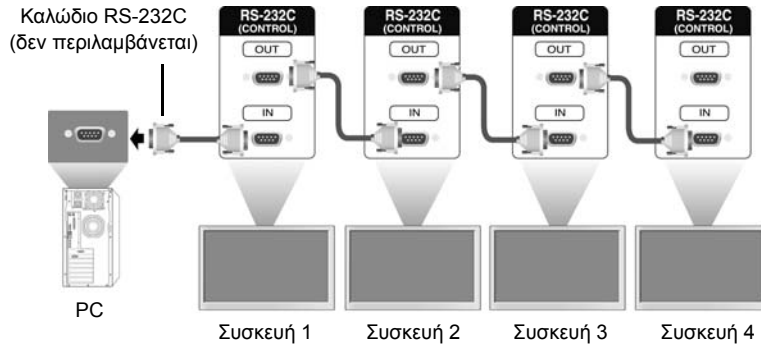 Καλώδιο RS-232C
(δεν περιλαμβάνεται)
RS-232C
(CONTROL)
OUT
IN
RS-232C
(CONTROL)
OUT
IN
RS-232C
(CONTROL)
OUT
IN
RS-232C
(CONTROL)
OUT
IN
PC
Συσκευή 1
Συσκευή 2
Συσκευή 3
Συσκευή 4